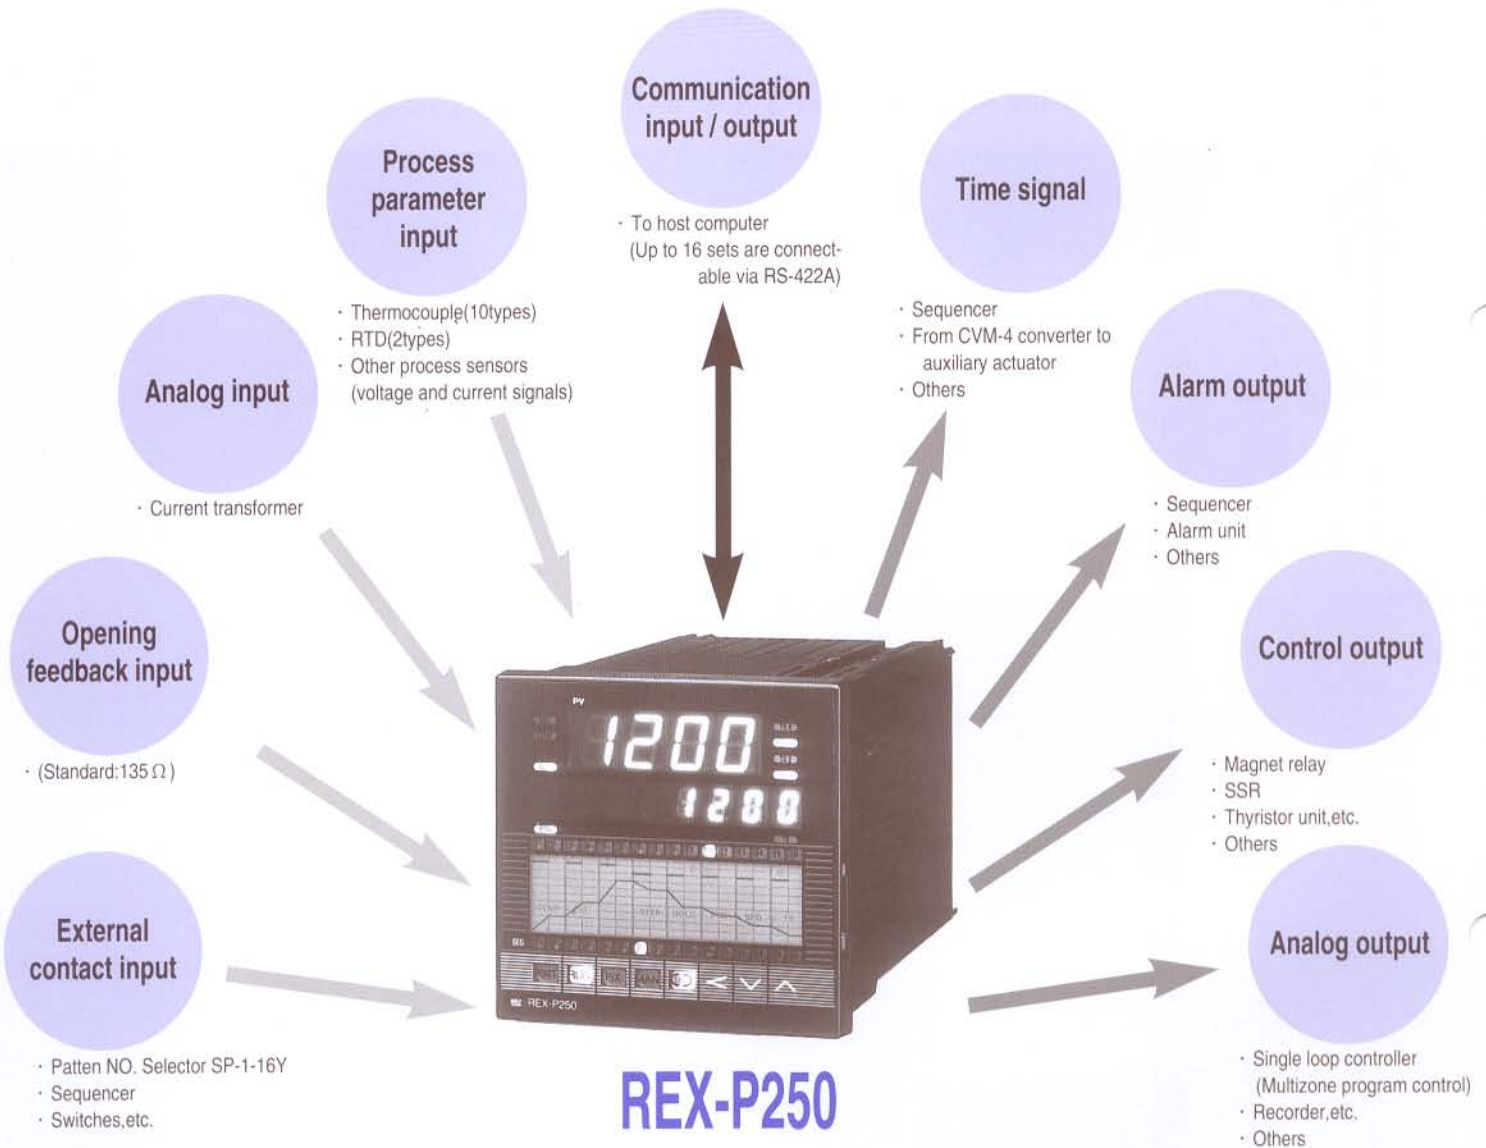 Communication
input / output
· To host computer
(Up to 16 sets are connect-
able via RS-422A)
Process
parameter
input
· Thermocouple(10types)
· RTD(2types)
· Other process sensors
(voltage and current signals)
Time signal
· Sequencer
· From CVM-4 converter to
auxiliary actuator
· Others
Analog input
· Current transformer
Alarm output
· Sequencer
· Alarm unit
· Others
Opening
feedback input
· (Standard:135 Ω )
Control output
· Magnet relay
· SSR
· Thyristor unit,etc.
· Others
External
contact input
· Patten NO. Selector SP-1-16Y
· Sequencer
· Switches,etc.
Analog output
· Single loop controller
(Multizone program control)
· Recorder,etc.
· Others
PV
1200
1200
SEG
REX-P250
REX-P250